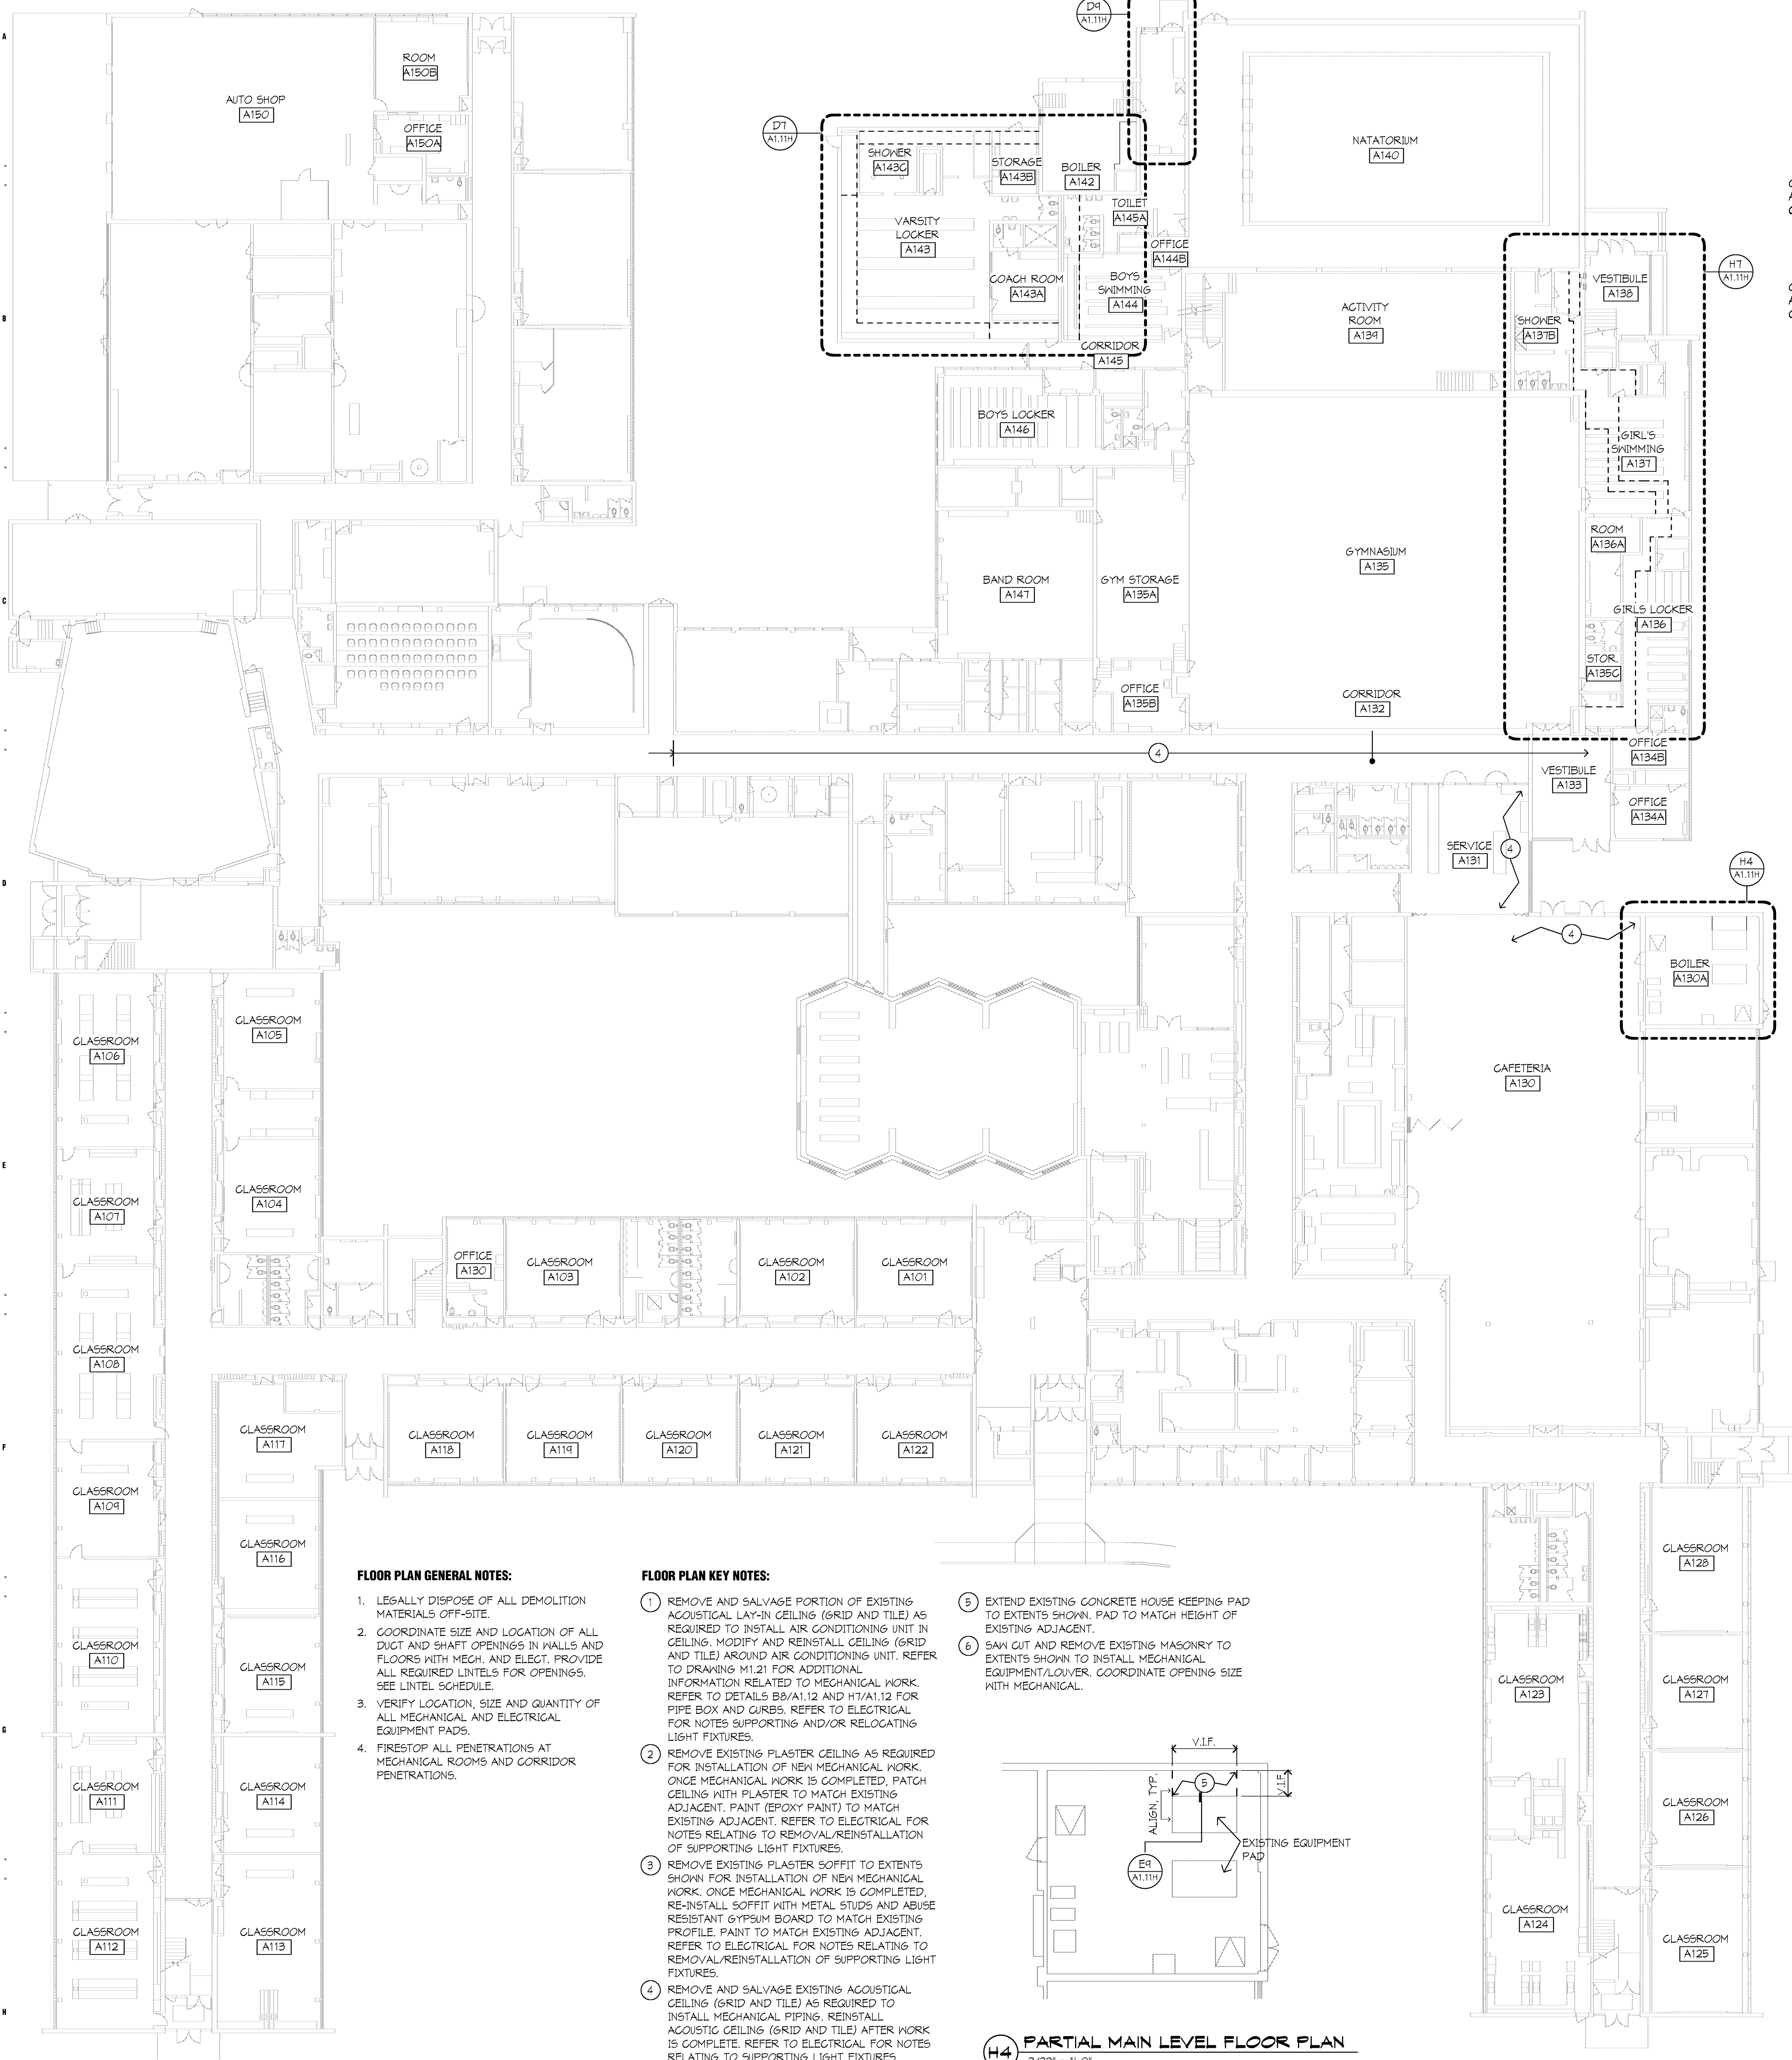 A
B
C
D
E
F
G
H
D9
A1.11H
ROOM
A150B
AUTO SHOP
A150
OFFICE
A150A
D7
A1.11H
SHOWER
A143C
STORAGE
A143B
BOILER
A142
NATATORIUM
A140
TOILET
A145A
VARSITY
LOCKER
A143
OFFICE
A144B
COACH ROOM
A143A
BOYS
SWIMMING
A144
H7
A1.11H
VESTIBULE
A138
ACTIVITY
ROOM
A139
SHOWER
A137B
CORRIDOR
A145
BOYS LOCKER
A146
GIRL'S
SWIMMING
A137
ROOM
A136A
GYMNASIUM
A135
BAND ROOM
A147
GYM STORAGE
A135A
GIRLS LOCKER
A136
STOR.
A135C
OFFICE
A135B
CORRIDOR
A132
4
OFFICE
A134B
VESTIBULE
A133
OFFICE
A134A
SERVICE
A131
4
H4
A1.11H
4
BOILER
A130A
CLASSROOM
A105
CLASSROOM
A106
CAFETERIA
A130
CLASSROOM
A104
CLASSROOM
A107
OFFICE
A130
CLASSROOM
A103
CLASSROOM
A102
CLASSROOM
A101
CLASSROOM
A108
CLASSROOM
A117
CLASSROOM
A118
CLASSROOM
A119
CLASSROOM
A120
CLASSROOM
A121
CLASSROOM
A122
CLASSROOM
A109
CLASSROOM
A116
CLASSROOM
A128
CLASSROOM
A110
CLASSROOM
A115
CLASSROOM
A123
CLASSROOM
A127
CLASSROOM
A111
CLASSROOM
A114
CLASSROOM
A126
CLASSROOM
A112
CLASSROOM
A113
CLASSROOM
A124
CLASSROOM
A125
FLOOR PLAN GENERAL NOTES:
1. LEGALLY DISPOSE OF ALL DEMOLITION
MATERIALS OFF-SITE.
2. COORDINATE SIZE AND LOCATION OF ALL
DUCT AND SHAFT OPENINGS IN WALLS AND
FLOORS WITH MECH. AND ELECT. PROVIDE
ALL REQUIRED LINTELS FOR OPENINGS.
SEE LINTEL SCHEDULE.
3. VERIFY LOCATION, SIZE AND QUANTITY OF
ALL MECHANICAL AND ELECTRICAL
EQUIPMENT PADS.
4. FIRESTOP ALL PENETRATIONS AT
MECHANICAL ROOMS AND CORRIDOR
PENETRATIONS.
FLOOR PLAN KEY NOTES:
1 REMOVE AND SALVAGE PORTION OF EXISTING
ACOUSTICAL LAY-IN CEILING (GRID AND TILE) AS
REQUIRED TO INSTALL AIR CONDITIONING UNIT IN
CEILING. MODIFY AND REINSTALL CEILING (GRID
AND TILE) AROUND AIR CONDITIONING UNIT. REFER
TO DRAWING M1.21 FOR ADDITIONAL
INFORMATION RELATED TO MECHANICAL WORK.
REFER TO DETAILS B8/A1.12 AND H7/A1.12 FOR
PIPE BOX AND CURBS. REFER TO ELECTRICAL
FOR NOTES SUPPORTING AND/OR RELOCATING
LIGHT FIXTURES.
2 REMOVE EXISTING PLASTER CEILING AS REQUIRED
FOR INSTALLATION OF NEW MECHANICAL WORK.
ONCE MECHANICAL WORK IS COMPLETED, PATCH
CEILING WITH PLASTER TO MATCH EXISTING
ADJACENT. PAINT (EPOXY PAINT) TO MATCH
EXISTING ADJACENT. REFER TO ELECTRICAL FOR
NOTES RELATING TO REMOVAL/REINSTALLATION
OF SUPPORTING LIGHT FIXTURES.
3 REMOVE EXISTING PLASTER SOFFIT TO EXTENTS
SHOWN FOR INSTALLATION OF NEW MECHANICAL
WORK. ONCE MECHANICAL WORK IS COMPLETED,
RE-INSTALL SOFFIT WITH METAL STUDS AND ABUSE
RESISTANT GYPSUM BOARD TO MATCH EXISTING
PROFILE. PAINT TO MATCH EXISTING ADJACENT.
REFER TO ELECTRICAL FOR NOTES RELATING TO
REMOVAL/REINSTALLATION OF SUPPORTING LIGHT
FIXTURES.
4 REMOVE AND SALVAGE EXISTING ACOUSTICAL
CEILING (GRID AND TILE) AS REQUIRED TO
INSTALL MECHANICAL PIPING. REINSTALL
ACOUSTIC CEILING (GRID AND TILE) AFTER WORK
IS COMPLETE. REFER TO ELECTRICAL FOR NOTES
RELATING TO SUPPORTING LIGHT FIXTURES
5 EXTEND EXISTING CONCRETE HOUSE KEEPING PAD
TO EXTENTS SHOWN. PAD TO MATCH HEIGHT OF
EXISTING ADJACENT.
6 SAW CUT AND REMOVE EXISTING MASONRY TO
EXTENTS SHOWN TO INSTALL MECHANICAL
EQUIPMENT/LOUVER. COORDINATE OPENING SIZE
WITH MECHANICAL.
V.I.F.
V.I.F.
5
ALIGN, TYP.
EXISTING EQUIPMENT
PAD
E9
A1.11H
H4 PARTIAL MAIN LEVEL FLOOR PLAN